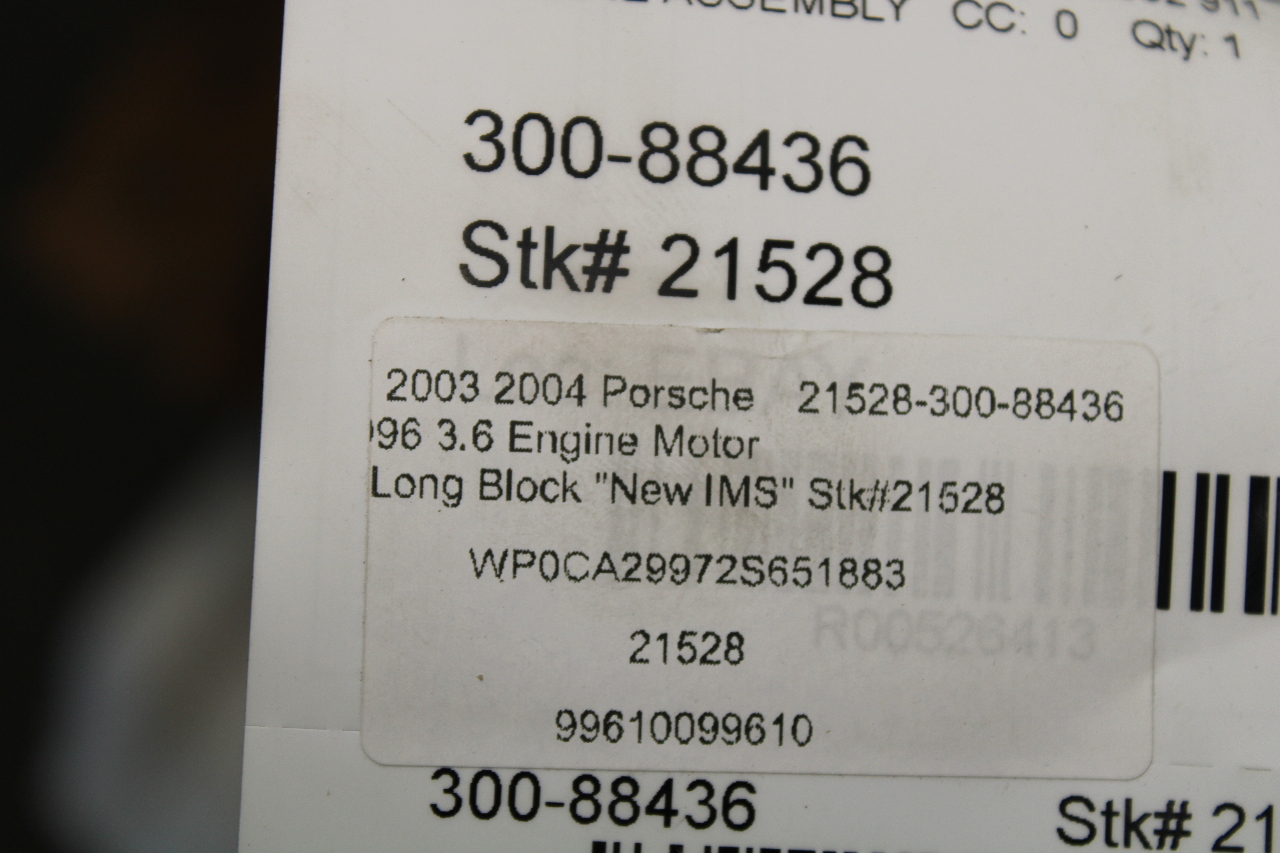 ASSEMBLY CC: 0 Qty: 1
300-88436
Stk# 21528
2003 2004 Porsche 21528-300-88436
996 3.6 Engine Motor
Long Block "New IMS" Stk#21528
WP0CA29972S651883
R00526413
21528
99610099610
300-88436 Stk# 21